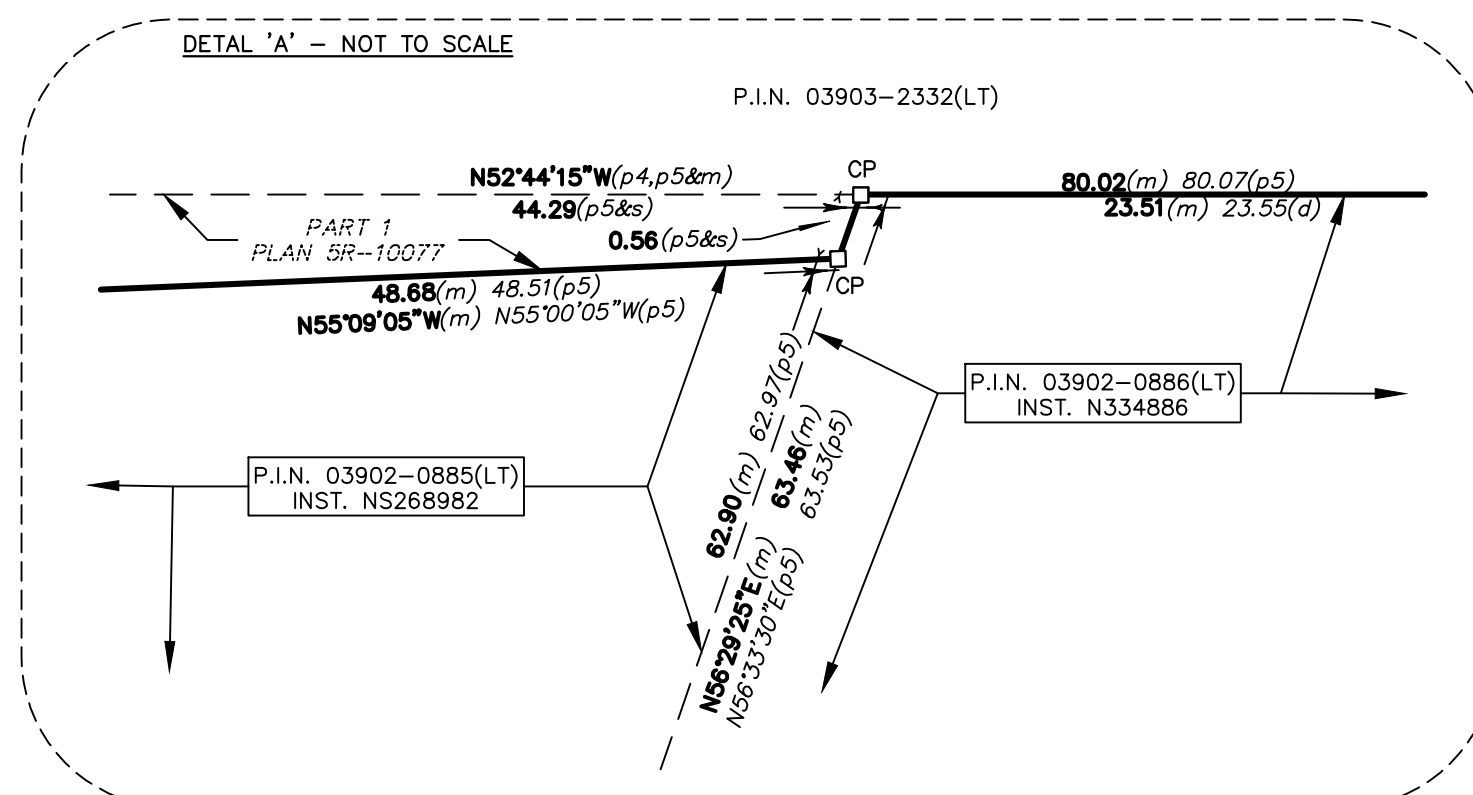 DETAL 'A' – NOT TO SCALE
P.I.N. 03903–2332(LT)
CP
N52°44'15"W(p4,p5&m)
80.02(m) 80.07(p5)
44.29(p5&s)
23.51(m) 23.55(d)
PART 1
PLAN 5R--10077
0.56(p5&s)
CP
48.68(m) 48.51(p5)
N55°09'05"W(m) N55°00'05"W(p5)
62.90(m) 62.97(p5)
63.46(m)
63.53(p5)
N56°29'25"E(m)
N56°33'30"E(p5)
P.I.N. 03902–0886(LT)
INST. N334886
P.I.N. 03902–0885(LT)
INST. NS268982